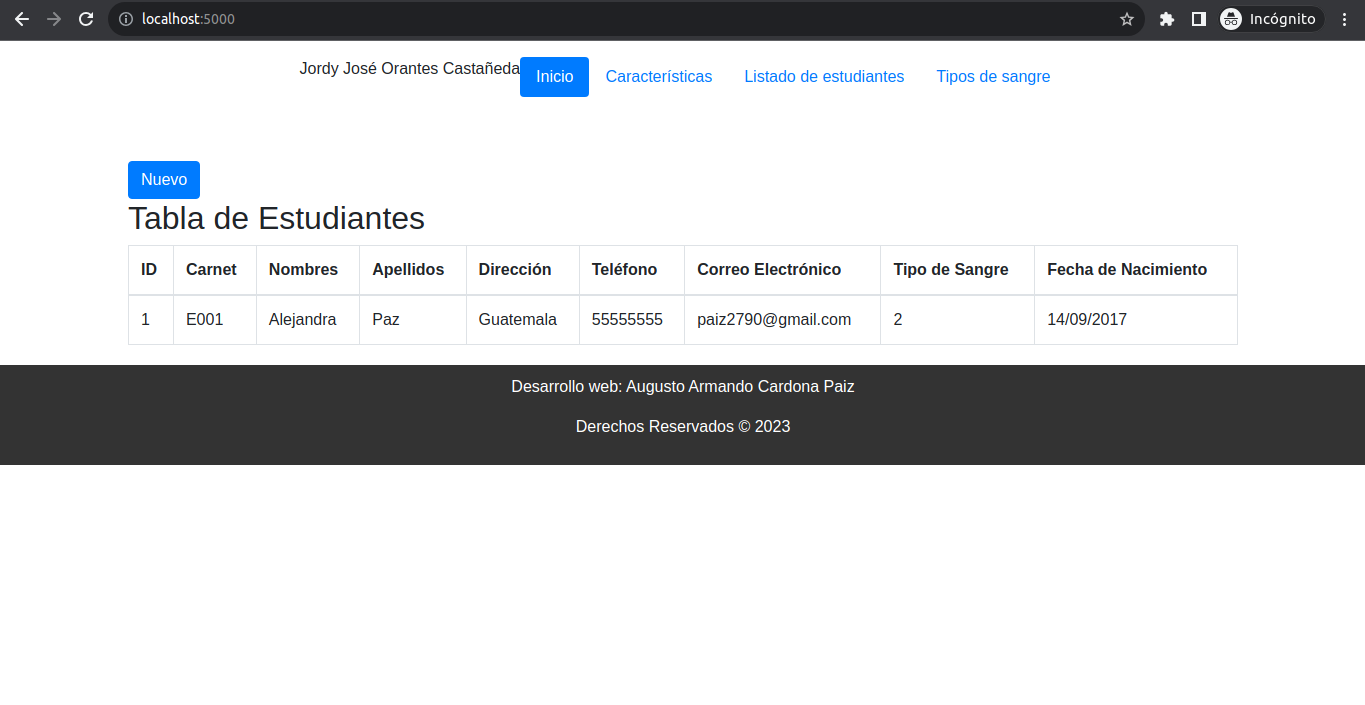 localhost:5000 Incógnito
Jordy José Orantes Castañeda Inicio Características Listado de estudiantes Tipos de sangre
Nuevo
Tabla de Estudiantes
ID Carnet Nombres Apellidos Dirección Teléfono Correo Electrónico Tipo de Sangre Fecha de Nacimiento
1 E001 Alejandra Paz Guatemala 55555555 paiz2790@gmail.com 2 14/09/2017
Desarrollo web: Augusto Armando Cardona Paiz
Derechos Reservados © 2023